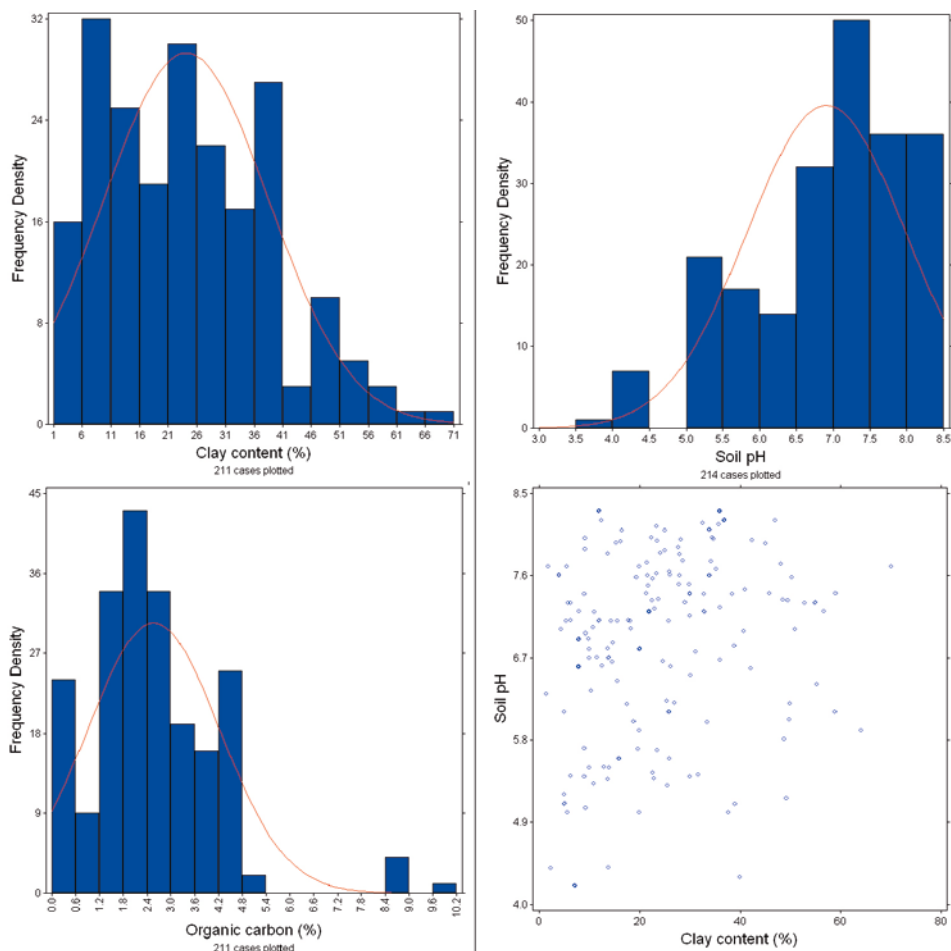 32
24
16
8
0
Frequency Density
1 6 11 16 21 26 31 36 41 46 51 56 61 66 71
Clay content (%)
211 cases plotted
50
40
30
20
10
0
Frequency Density
3.0 3.5 4.0 4.5 5.0 5.5 6.0 6.5 7.0 7.5 8.0 8.5
Soil pH
214 cases plotted
45
36
27
18
9
0
Frequency Density
0.0 0.6 1.2 1.8 2.4 3.0 3.6 4.2 4.8 5.4 6.0 6.6 7.2 7.8 8.4 9.0 9.6 10.2
Organic carbon (%)
211 cases plotted
8.5
7.6
6.7
5.8
4.9
4.0
Soil pH
0 20 40 60 80
Clay content (%)